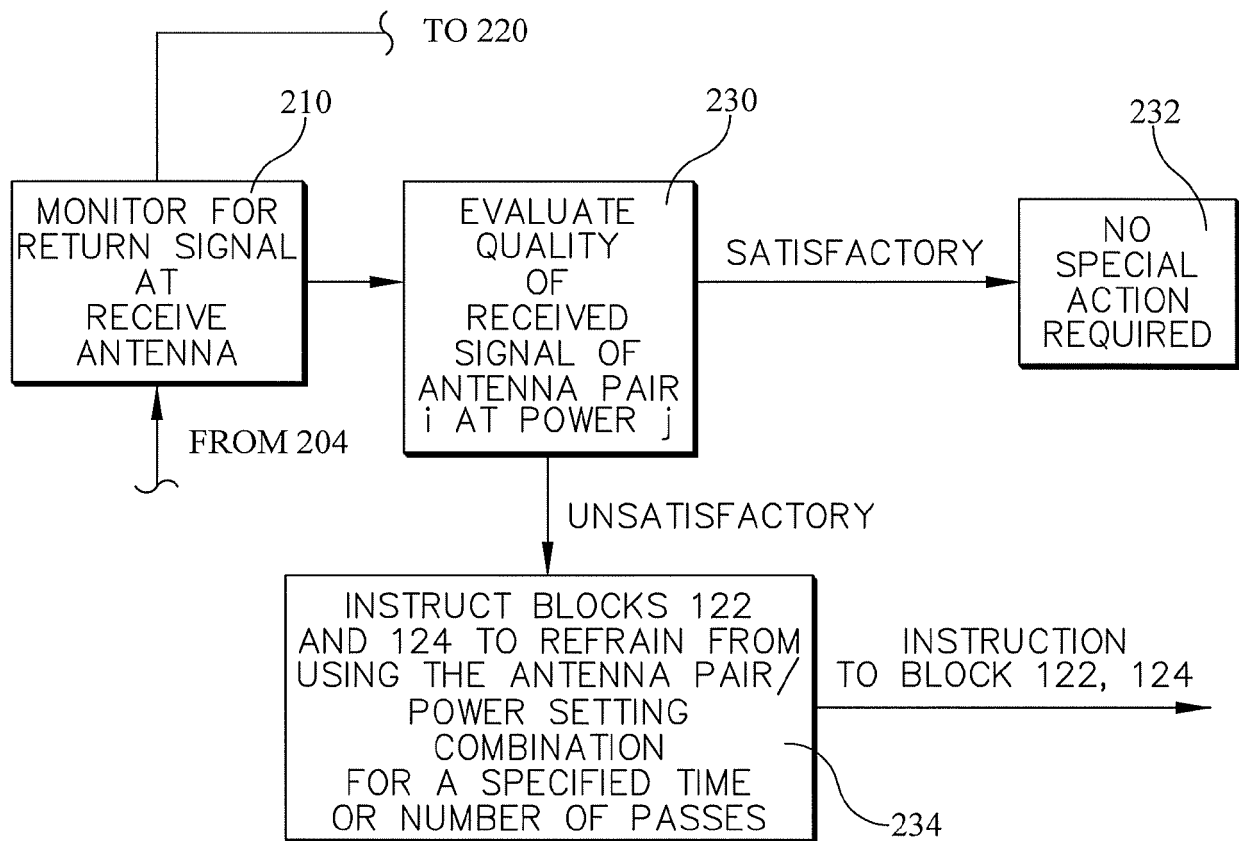 TO 220
210
MONITOR FOR
RETURN SIGNAL
AT
RECEIVE
ANTENNA
FROM 204
230
EVALUATE
QUALITY
OF
RECEIVED
SIGNAL OF
ANTENNA PAIR
i AT POWER j
SATISFACTORY
232
NO
SPECIAL
ACTION
REQUIRED
UNSATISFACTORY
INSTRUCT BLOCKS 122
AND 124 TO REFRAIN FROM
USING THE ANTENNA PAIR/
POWER SETTING
COMBINATION
FOR A SPECIFIED TIME
OR NUMBER OF PASSES
234
INSTRUCTION
TO BLOCK 122, 124